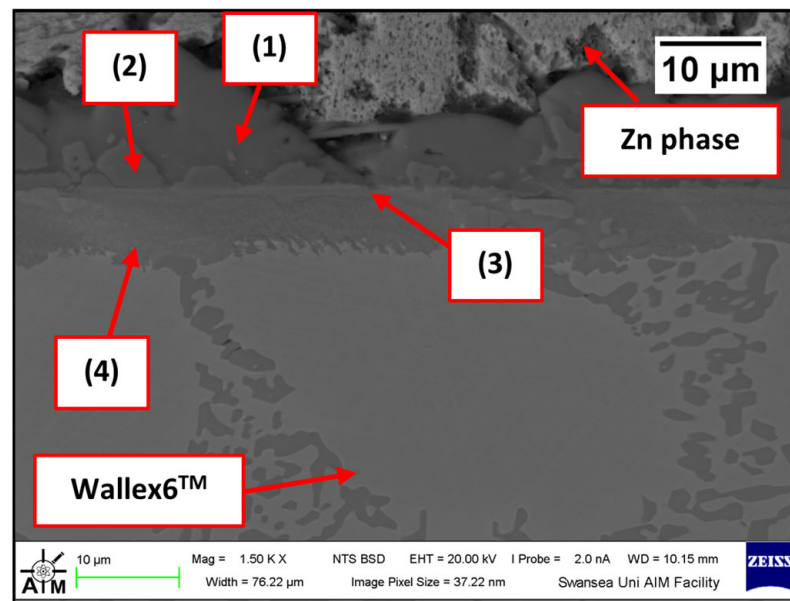 (2)
(1)
10 µm
Zn phase
(3)
(4)
Wallex6™
AIM
10 µm
Mag = 1.50 K X
NTS BSD
EHT = 20.00 kV
I Probe = 2.0 nA
WD = 10.15 mm
ZEISS
Width = 76.22 µm
Image Pixel Size = 37.22 nm
Swansea Uni AIM Facility